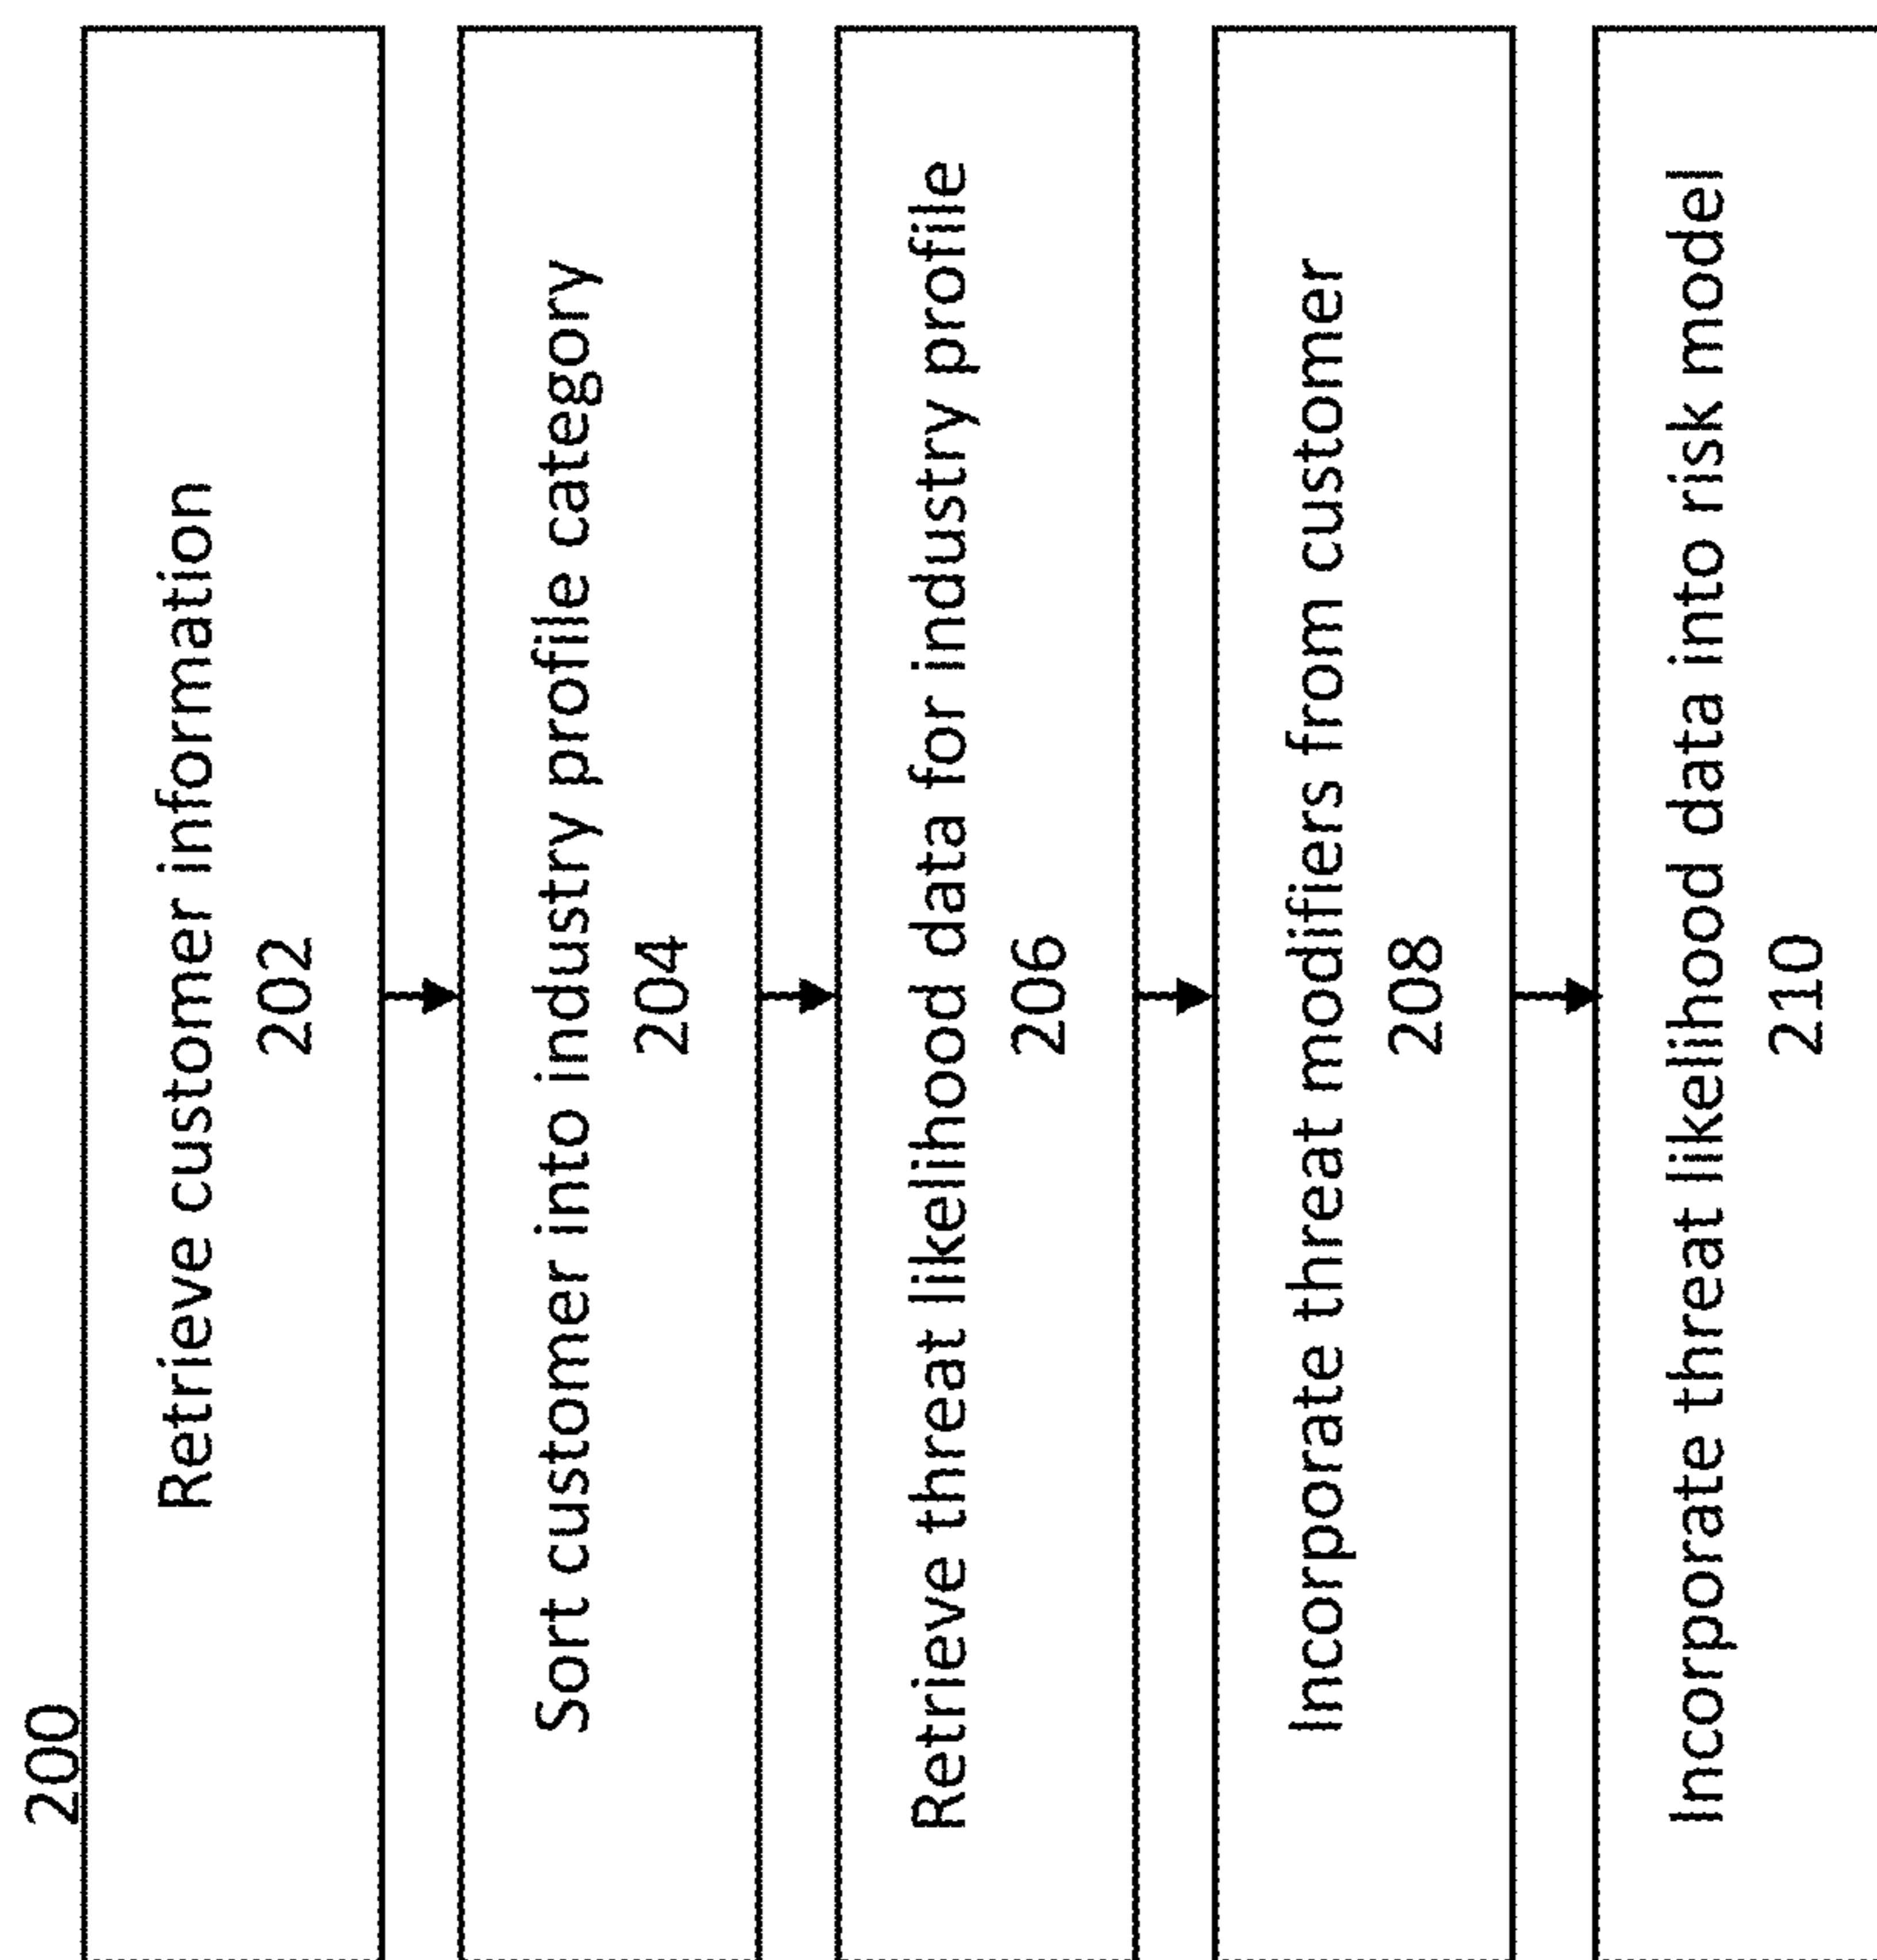 200
Retrieve customer information
202
Sort customer into industry profile category
204
Retrieve threat likelihood data for industry profile
206
Incorporate threat modifiers from customer
208
Incorporate threat likelihood data into risk model
210